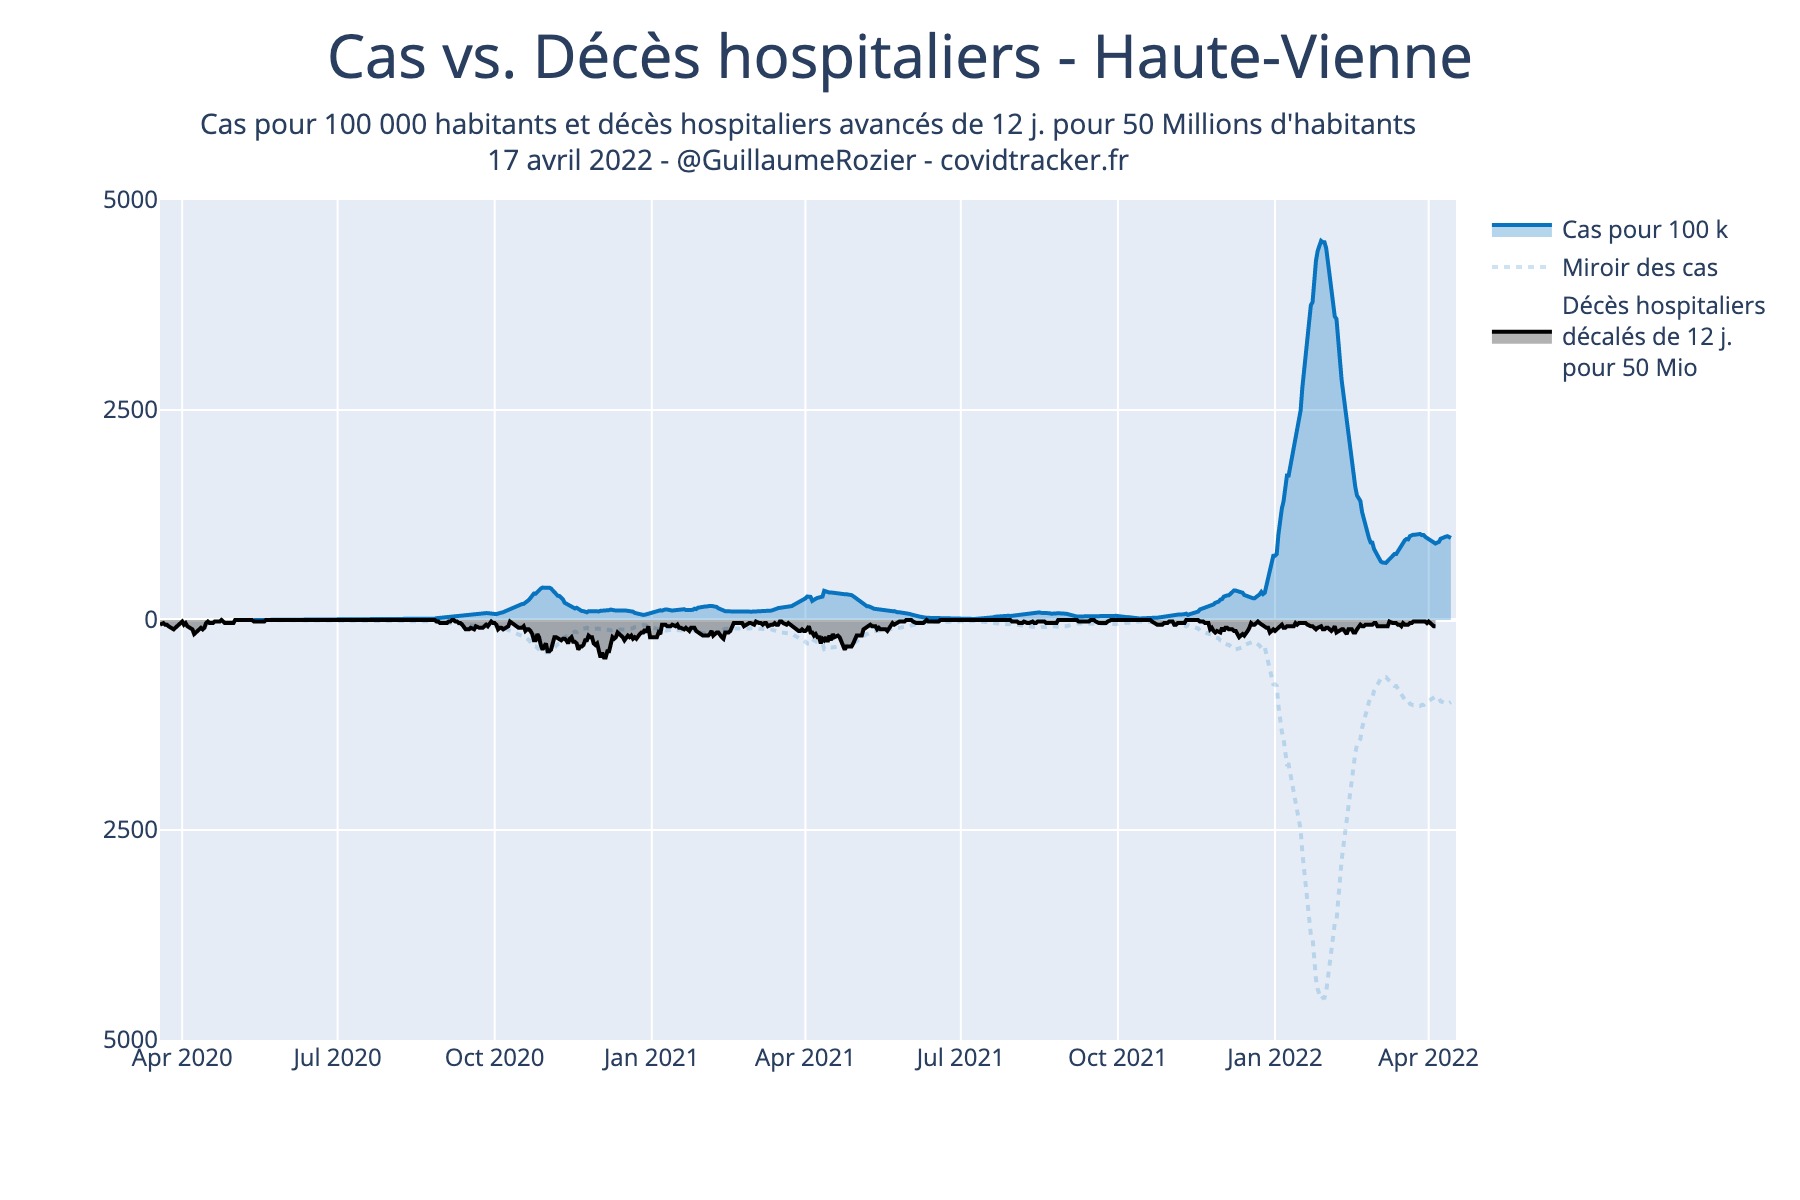 Cas vs. Décès hospitaliers - Haute-Vienne
Cas pour 100 000 habitants et décès hospitaliers avancés de 12 j. pour 50 Millions d'habitants
17 avril 2022 - @GuillaumeRozier - covidtracker.fr
5000
2500
0
2500
5000
Apr 2020
Jul 2020
Oct 2020
Jan 2021
Apr 2021
Jul 2021
Oct 2021
Jan 2022
Apr 2022
Cas pour 100 k
Miroir des cas
Décès hospitaliers
décalés de 12 j.
pour 50 Mio